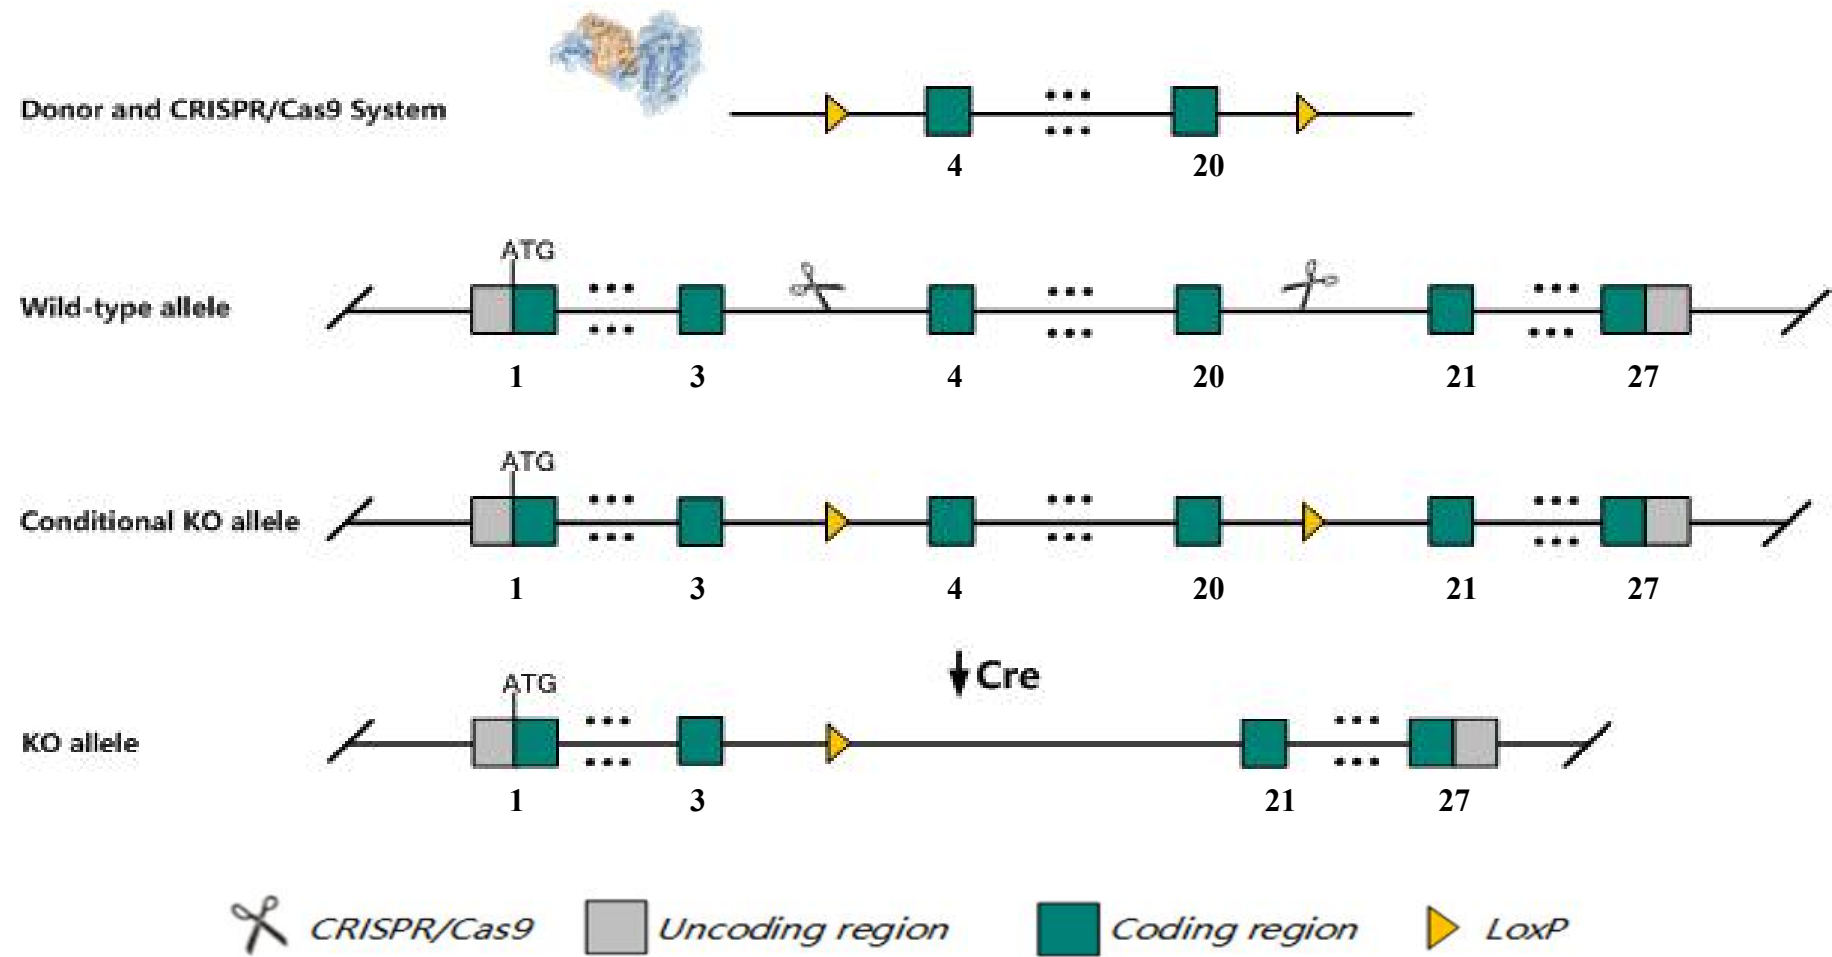 Donor and CRISPR/Cas9 System
4 20
ATG
Wild-type allele
1 3 4 20 21 27
ATG
Conditional KO allele
1 3 4 20 21 27
Cre
ATG
KO allele
1 3 21 27
CRISPR/Cas9 Uncoding region Coding region LoxP